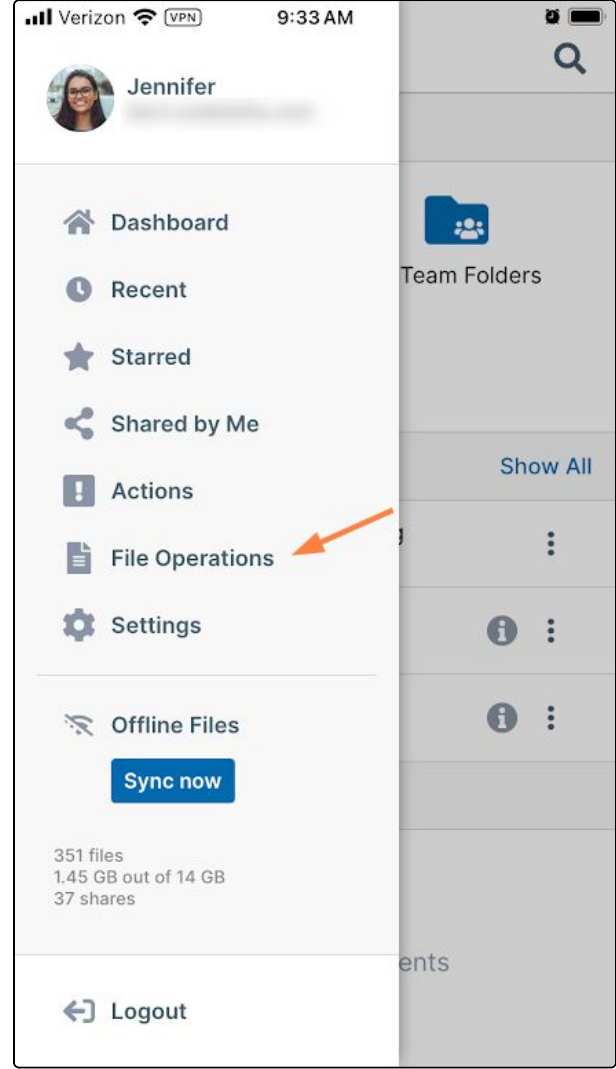 Verizon VPN 9:33 AM
Jennifer
Dashboard
Recent
Starred
Shared by Me
Actions
File Operations
Settings
Offline Files
Sync now
351 files
1.45 GB out of 14 GB
37 shares
Logout
Team Folders
Show All
g
ents